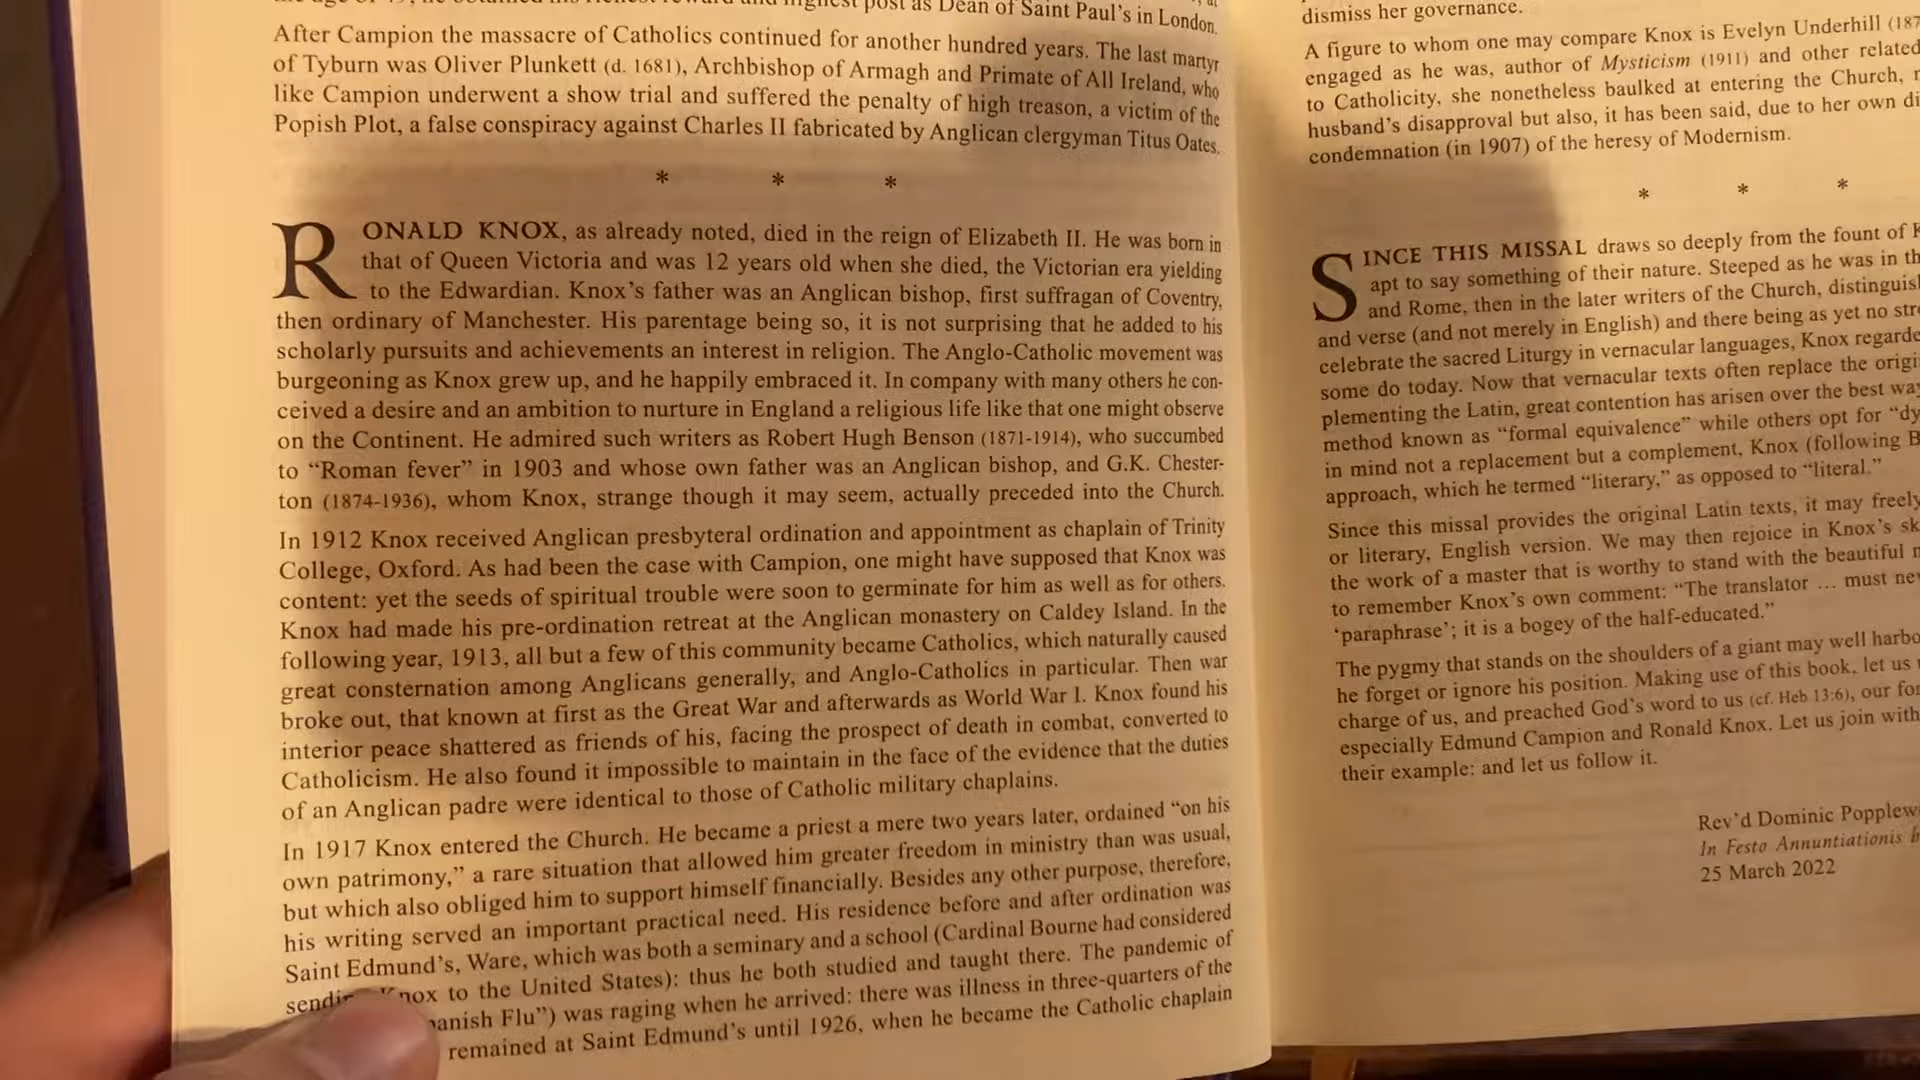 highest post as Dean of Saint Paul's in London.
After Campion the massacre of Catholics continued for another hundred years. The last martyr
of Tyburn was Oliver Plunkett (d. 1681), Archbishop of Armagh and Primate of All Ireland, who
like Campion underwent a show trial and suffered the penalty of high treason, a victim of the
Popish Plot, a false conspiracy against Charles II fabricated by Anglican clergyman Titus Oates.
* * *
RONALD KNOX, as already noted, died in the reign of Elizabeth II. He was born in
that of Queen Victoria and was 12 years old when she died, the Victorian era yielding
to the Edwardian. Knox's father was an Anglican bishop, first suffragan of Coventry,
then ordinary of Manchester. His parentage being so, it is not surprising that he added to his
scholarly pursuits and achievements an interest in religion. The Anglo-Catholic movement was
burgeoning as Knox grew up, and he happily embraced it. In company with many others he con-
ceived a desire and an ambition to nurture in England a religious life like that one might observe
on the Continent. He admired such writers as Robert Hugh Benson (1871-1914), who succumbed
to “Roman fever” in 1903 and whose own father was an Anglican bishop, and G.K. Chester-
ton (1874-1936), whom Knox, strange though it may seem, actually preceded into the Church.
In 1912 Knox received Anglican presbyteral ordination and appointment as chaplain of Trinity
College, Oxford. As had been the case with Campion, one might have supposed that Knox was
content: yet the seeds of spiritual trouble were soon to germinate for him as well as for others.
Knox had made his pre-ordination retreat at the Anglican monastery on Caldey Island. In the
following year, 1913, all but a few of this community became Catholics, which naturally caused
great consternation among Anglicans generally, and Anglo-Catholics in particular. Then war
broke out, that known at first as the Great War and afterwards as World War I. Knox found his
interior peace shattered as friends of his, facing the prospect of death in combat, converted to
Catholicism. He also found it impossible to maintain in the face of the evidence that the duties
of an Anglican padre were identical to those of Catholic military chaplains.
In 1917 Knox entered the Church. He became a priest a mere two years later, ordained “on his
own patrimony,” a rare situation that allowed him greater freedom in ministry than was usual,
but which also obliged him to support himself financially. Besides any other purpose, therefore,
his writing served an important practical need. His residence before and after ordination was
Saint Edmund's, Ware, which was both a seminary and a school (Cardinal Bourne had considered
Knox to the United States): thus he both studied and taught there. The pandemic of
Flu”) was raging when he arrived: there was illness in three-quarters of the
remained at Saint Edmund's until 1926, when he became the Catholic chaplain
dismiss her governance.
A figure to whom one may compare Knox is Evelyn Underhill (187
engaged as he was, author of Mysticism (1911) and other related
to Catholicity, she nonetheless baulked at entering the Church,
husband's disapproval but also, it has been said, due to her own di
condemnation (in 1907) of the heresy of Modernism.
* * *
SINCE THIS MISSAL draws so deeply from the fount of
apt to say something of their nature. Steeped as he was in th
and Rome, then in the later writers of the Church, distinguis
and verse (and not merely in English) and there being as yet no str
celebrate the sacred Liturgy in vernacular languages, Knox regarde
some do today. Now that vernacular texts often replace the origi
plementing the Latin, great contention has arisen over the best wa
method known as “formal equivalence” while others opt for “dy
in mind not a replacement but a complement, Knox (following B
approach, which he termed “literary,” as opposed to “literal.”
Since this missal provides the original Latin texts, it may freely
or literary, English version. We may then rejoice in Knox's sk
the work of a master that is worthy to stand with the beautiful
to remember Knox's own comment: “The translator ... must ne
‘paraphrase’; it is a bogey of the half-educated.”
The pygmy that stands on the shoulders of a giant may well harbo
he forget or ignore his position. Making use of this book, let us
charge of us, and preached God's word to us (cf. Heb 13:6), our for
especially Edmund Campion and Ronald Knox. Let us join with
their example: and let us follow it.
Rev'd Dominic Popplew
In Festo Annuntiationis
25 March 2022